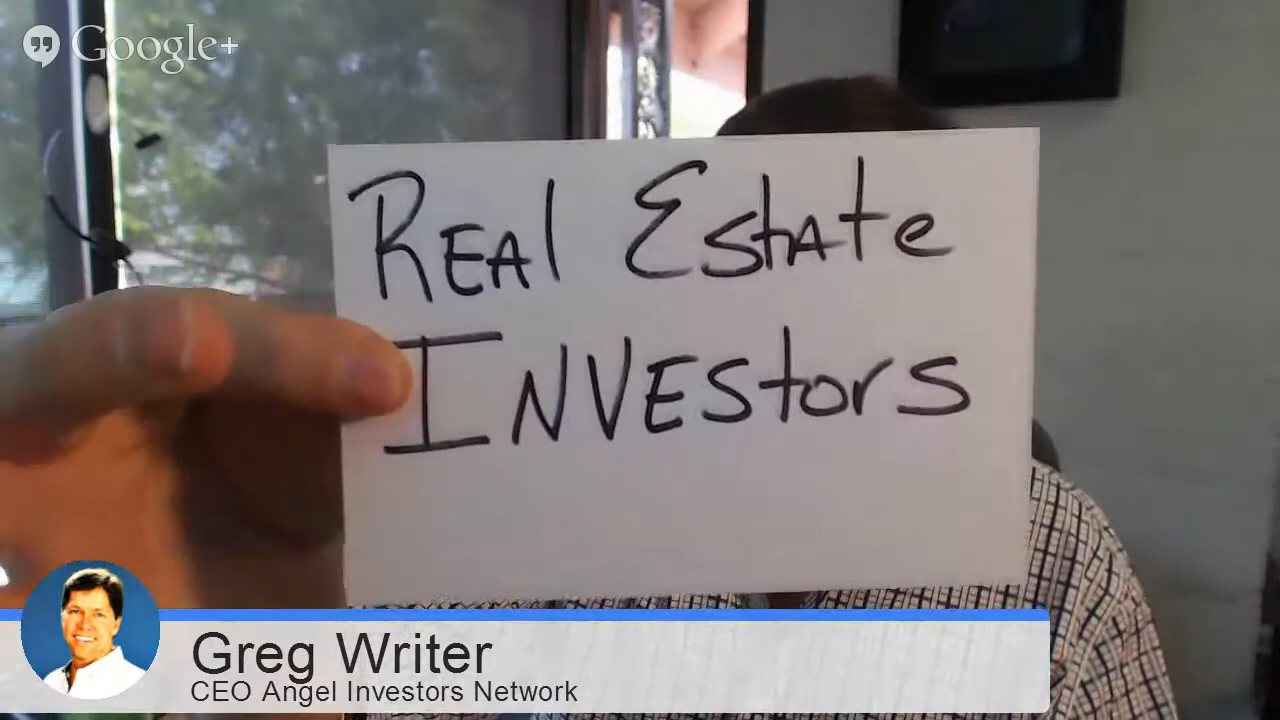 Google+
REAl EstAte
INVEStorS
Greg Writer
CEO Angel Investors Network